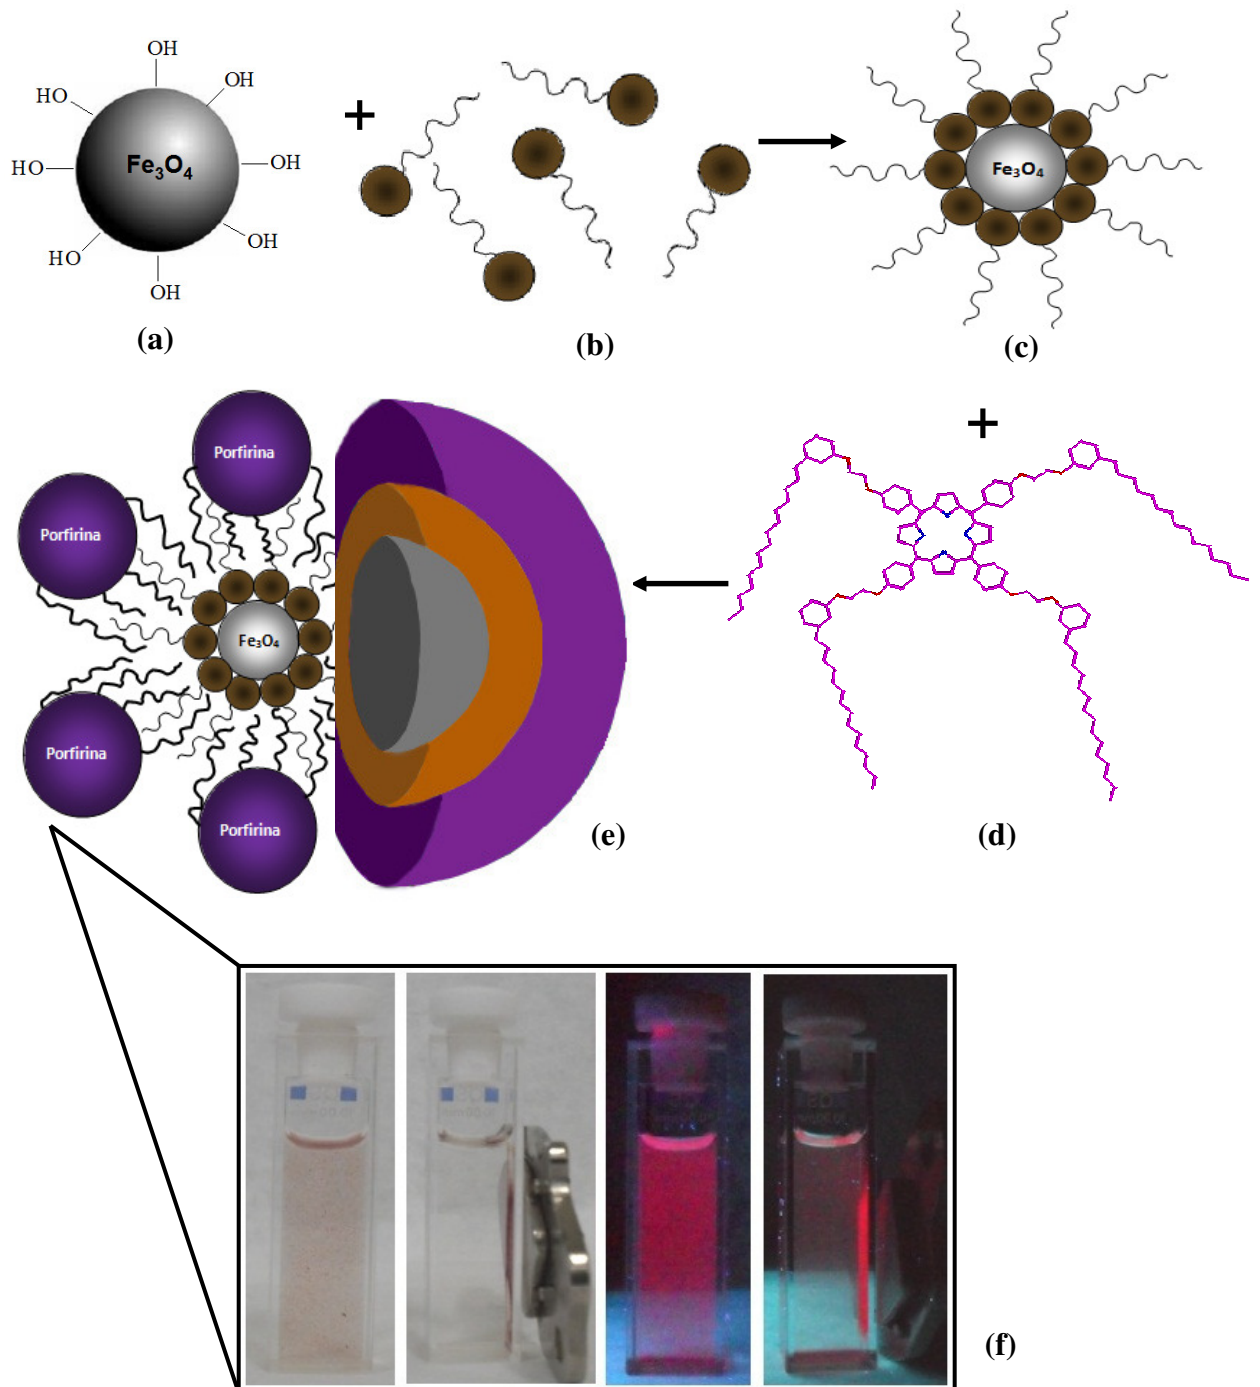 OH
HO
OH
+
Fe₃O₄
HO
OH
Fe₃O₄
OH
HO
OH
(a)
(b)
(c)
+
Porfirina
Porfirina
Fe₃O₄
Porfirina
Porfirina
(e)
(d)
(f)